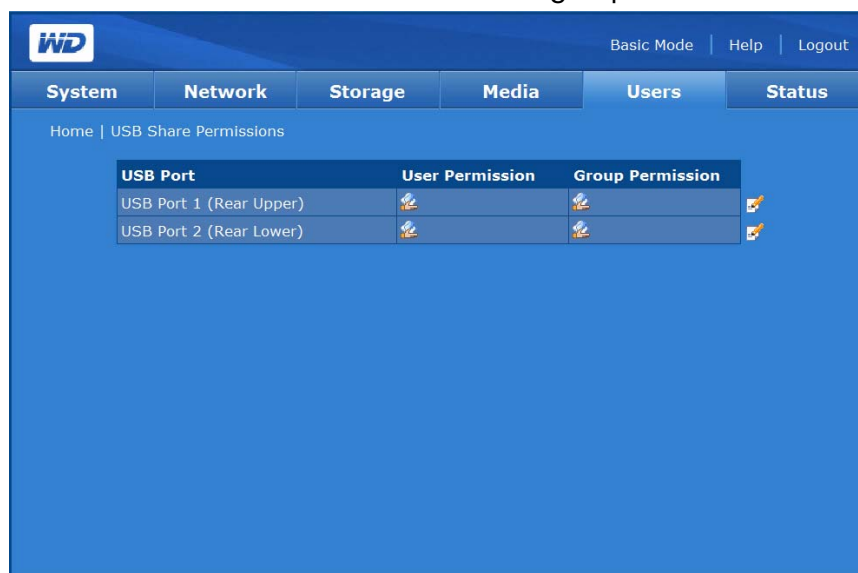 WD
Basic Mode | Help | Logout
System Network Storage Media Users Status
Home | USB Share Permissions
USB Port User Permission Group Permission
USB Port 1 (Rear Upper)
USB Port 2 (Rear Lower)